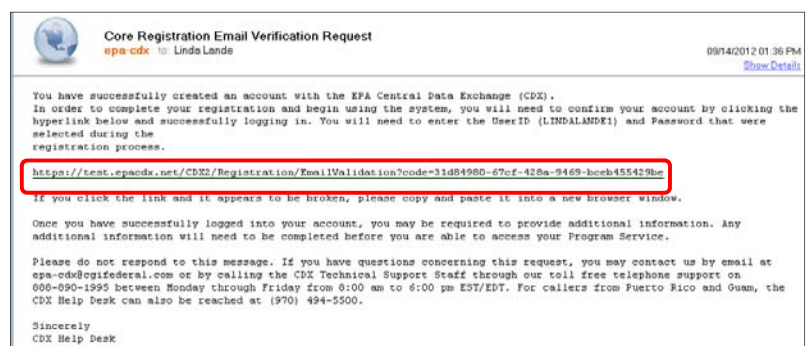 Core Registration Email Verification Request
epa-cdx to: Linda Lande
09/14/2012 01:36 PM
Show Details
You have successfully created an account with the EPA Central Data Exchange (CDX).
In order to complete your registration and begin using the system, you will need to confirm your account by clicking the
hyperlink below and successfully logging in. You will need to enter the UserID (LINDALANDE1) and Password that were
selected during the
registration process.
https://test.epacdx.net/CDX2/Registration/EmailValidation?code=31d84980-67cf-428a-9469-bceb455429be
If you click the link and it appears to be broken, please copy and paste it into a new browser window.
Once you have successfully logged into your account, you may be required to provide additional information. Any
additional information will need to be completed before you are able to access your Program Service.
Please do not respond to this message. If you have questions concerning this request, you may contact us by email at
epa-cdx@cgifederal.com or by calling the CDX Technical Support Staff through our toll free telephone support on
888-890-1995 between Monday through Friday from 8:00 am to 6:00 pm EST/EDT. For callers from Puerto Rico and Guam, the
CDX Help Desk can also be reached at (970) 494-5500.
Sincerely
CDX Help Desk